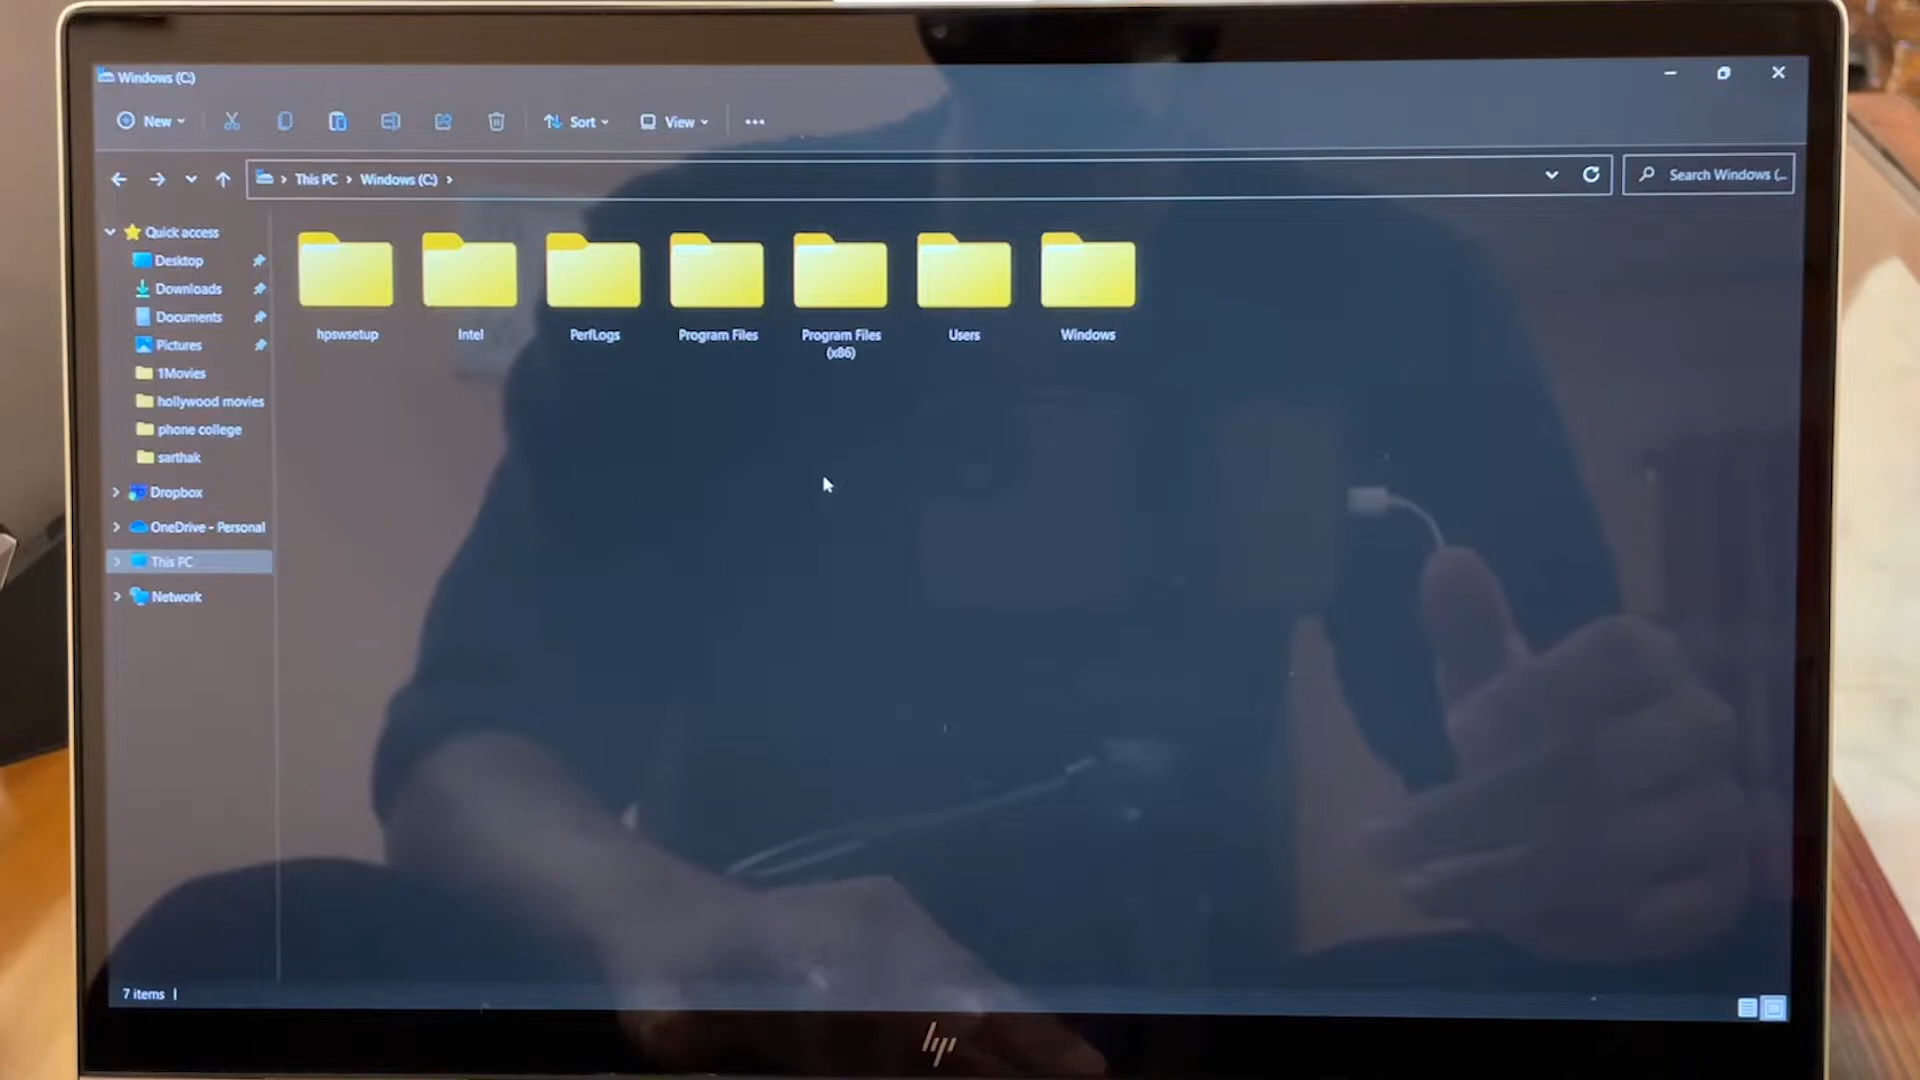 Windows (C:)
New
Sort
View
This PC > Windows (C:) >
Search Windows (...
Quick access
Desktop
Downloads
Documents
Pictures
1Movies
hollywood movies
phone college
sarthak
Dropbox
OneDrive - Personal
This PC
Network
hpswsetup
Intel
PerfLogs
Program Files
Program Files
(x86)
Users
Windows
7 items
hp